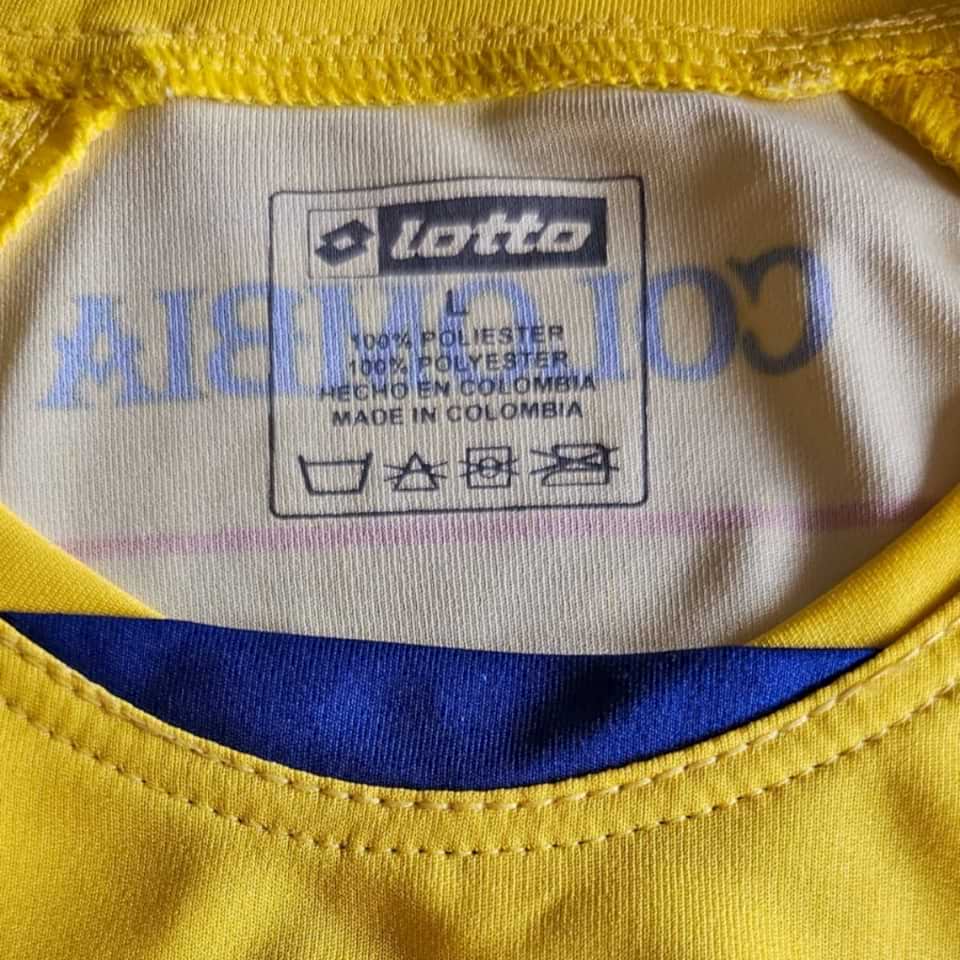 lotto
L
100% POLIESTER
100% POLYESTER
HECHO EN COLOMBIA
MADE IN COLOMBIA
COLOMBIA